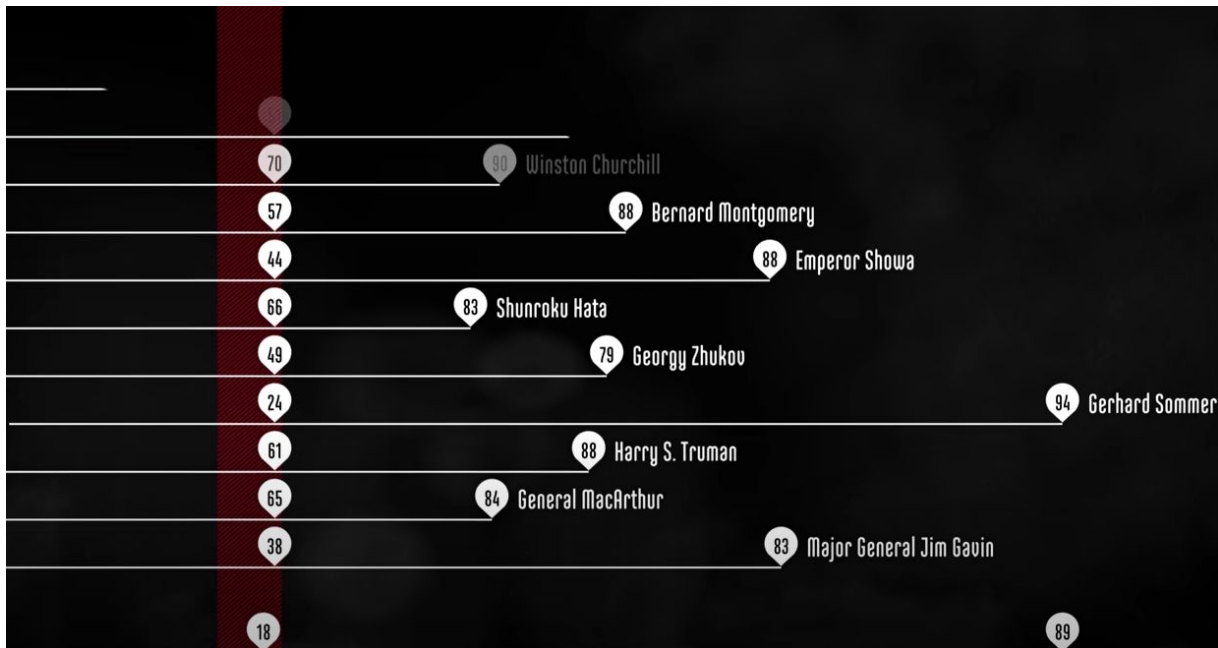 70 90 Winston Churchill
57 88 Bernard Montgomery
44 88 Emperor Showa
66 83 Shunroku Hata
49 79 Georgy Zhukov
24 94 Gerhard Sommer
61 88 Harry S. Truman
65 84 General MacArthur
38 83 Major General Jim Gavin
18 89